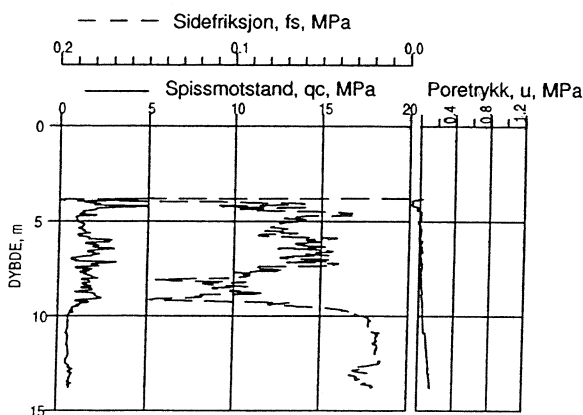 Sidefriksjon, fs, MPa
0.2 0.1 0.0
Spissmotstand, qc, MPa Poretrykk, u, MPa
0 5 10 15 20 0.4 0.8 1.2
DYBDE, m
0
5
10
15